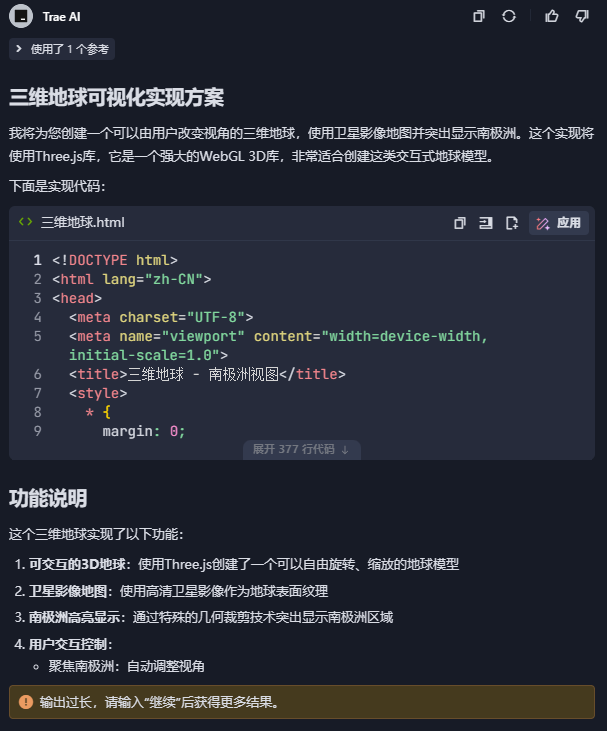 Trae AI
使用了 1 个参考
三维地球可视化实现方案
我将为您创建一个可以由用户改变视角的三维地球，使用卫星影像地图并突出显示南极洲。这个实现将
使用Three.js库，它是一个强大的WebGL 3D库，非常适合创建这类交互式地球模型。
下面是实现代码：
三维地球.html
应用
1 <!DOCTYPE html>
2 <html lang="zh-CN">
3 <head>
4 <meta charset="UTF-8">
5 <meta name="viewport" content="width=device-width,
initial-scale=1.0">
6 <title>三维地球 - 南极洲视图</title>
7 <style>
8 * {
9 margin: 0;
展开 377 行代码 ↓
功能说明
这个三维地球实现了以下功能：
1. 可交互的3D地球：使用Three.js创建了一个可以自由旋转、缩放的地球模型
2. 卫星影像地图：使用高清卫星影像作为地球表面纹理
3. 南极洲高亮显示：通过特殊的几何裁剪技术突出显示南极洲区域
4. 用户交互控制：
聚焦南极洲：自动调整视角
输出过长，请输入“继续”后获得更多结果。